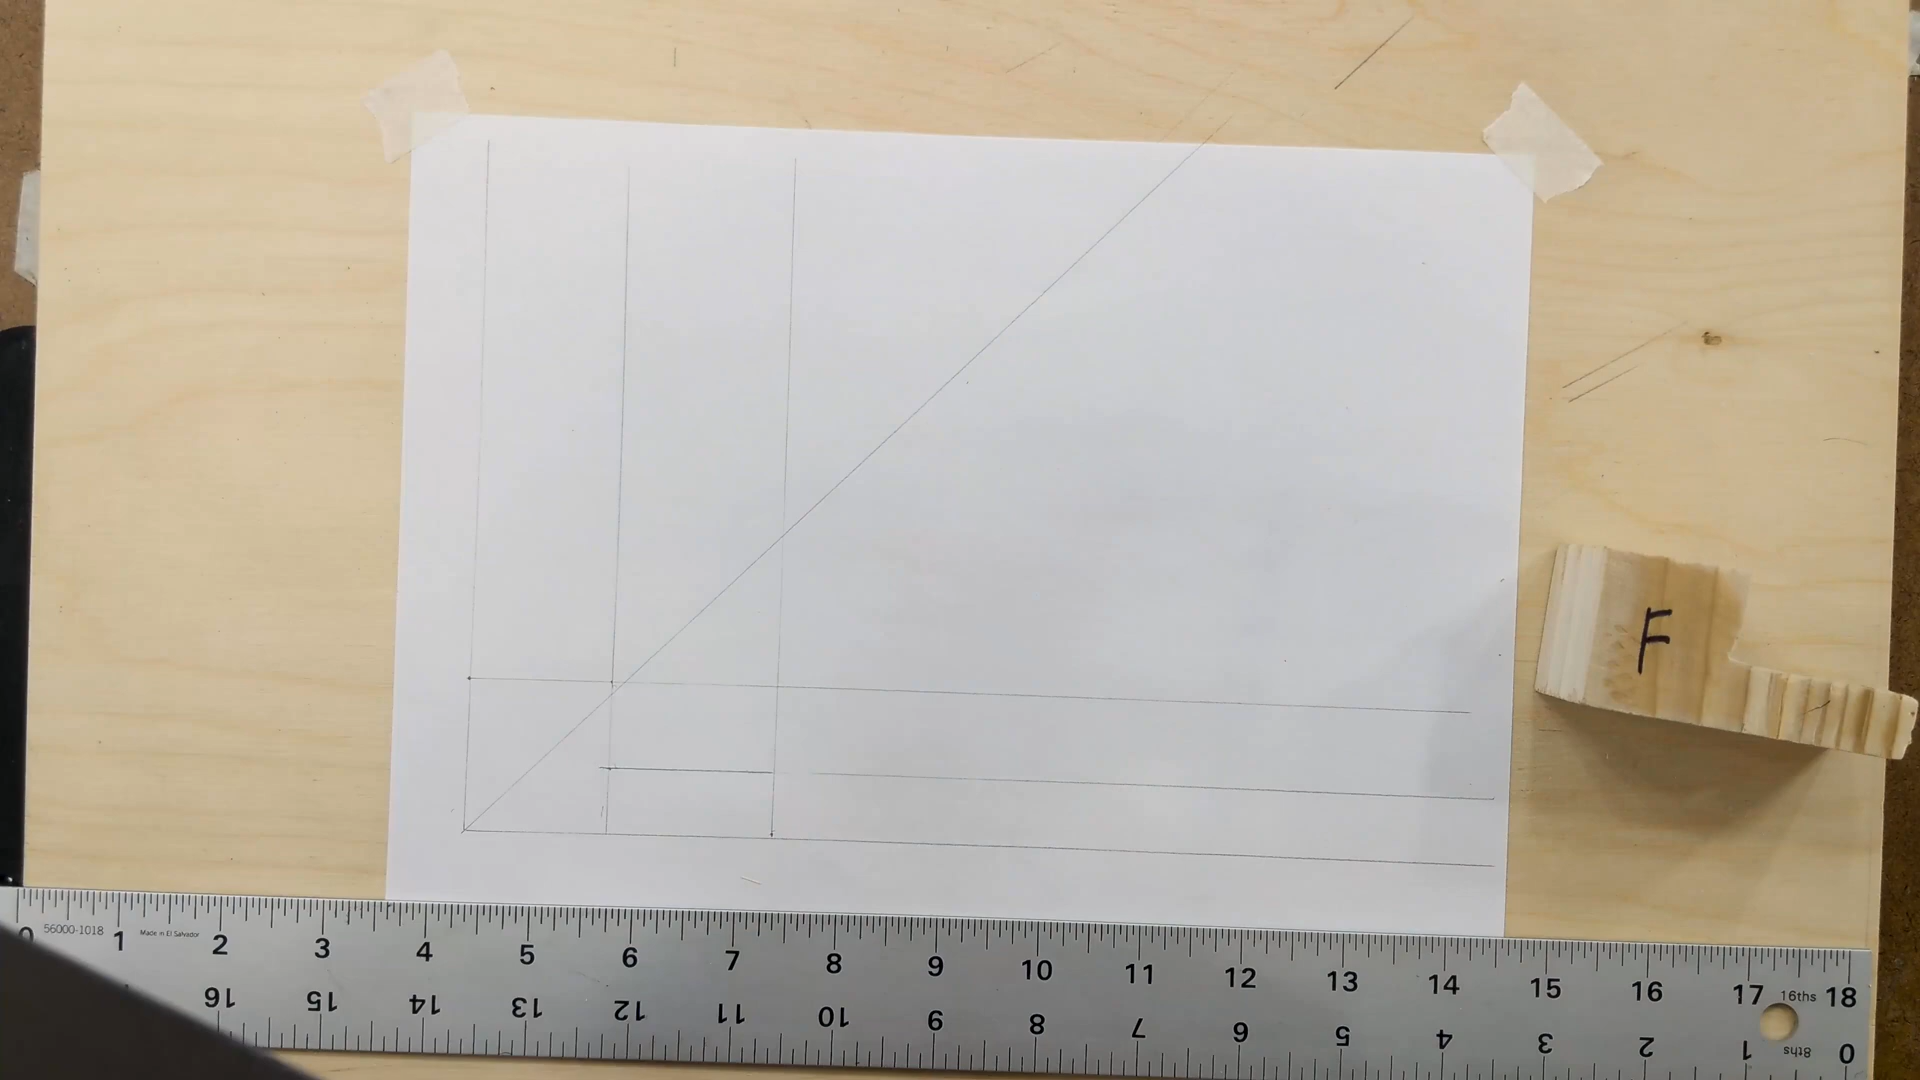 F
56000-1018 Made in El Salvador
0 1 2 3 4 5 6 7 8 9 10 11 12 13 14 15 16 17 16ths 18
16 15 14 13 12 11 10 9 8 7 6 5 4 3 2 1 8ths 0